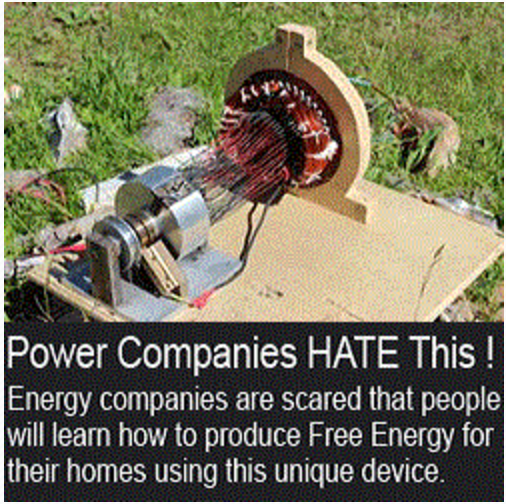 Power Companies HATE This !
Energy companies are scared that people
will learn how to produce Free Energy for
their homes using this unique device.